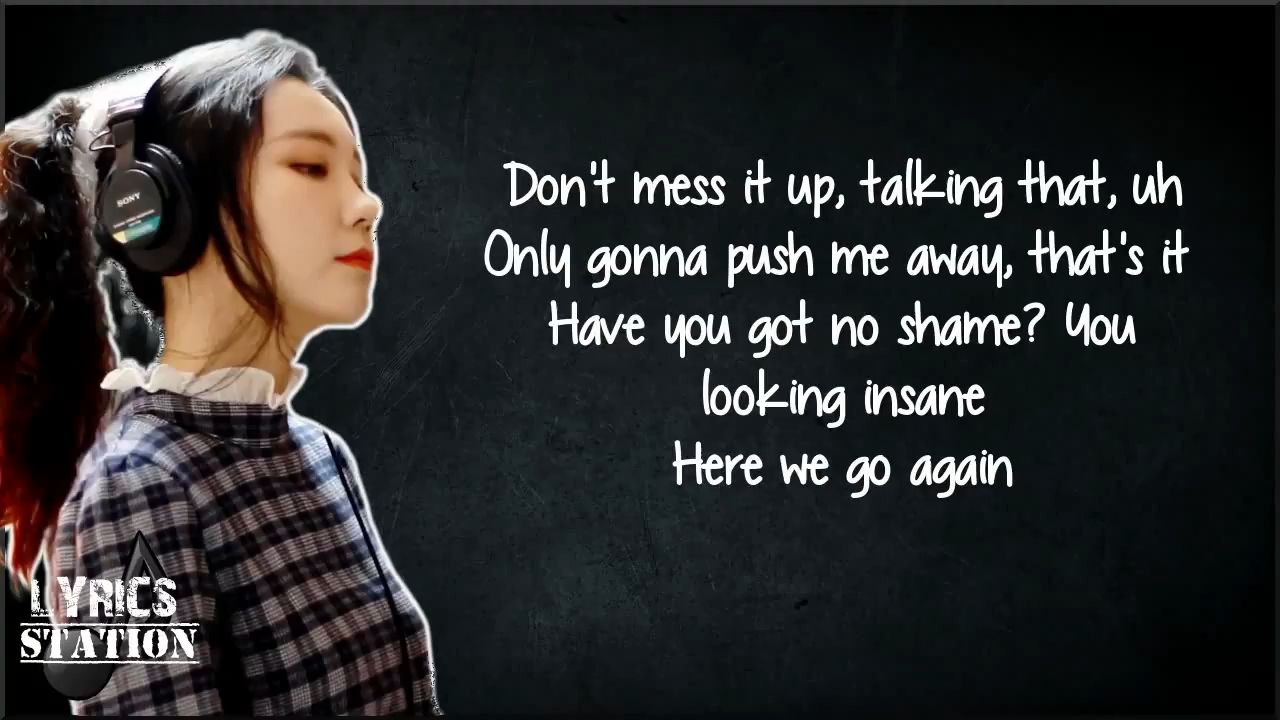 Don't mess it up, talking that, uh
Only gonna push me away, that's it
Have you got no shame? You
looking insane
Here we go again
SONY
LYRICS
STATION